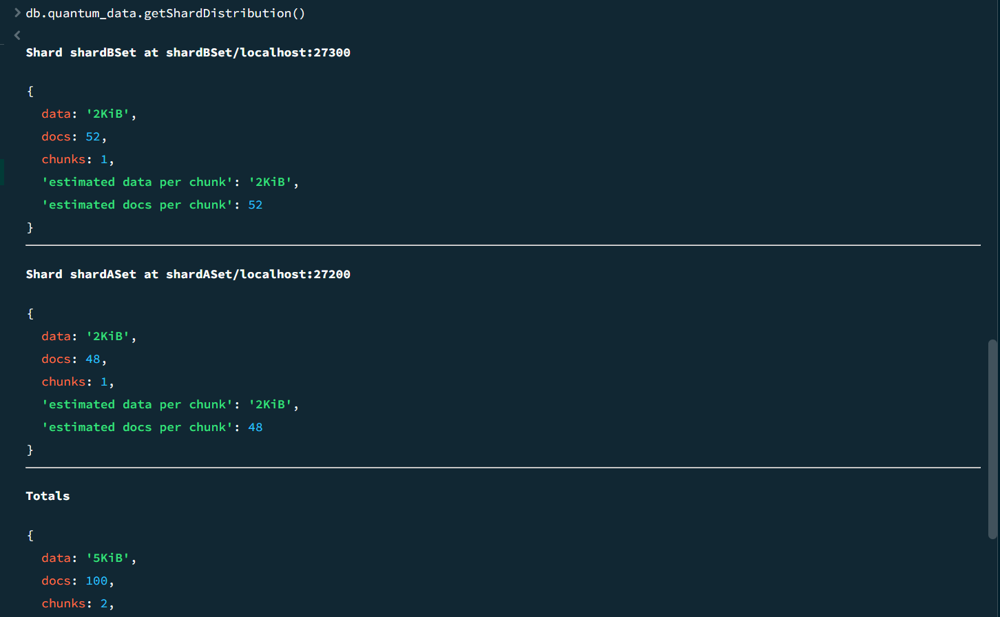 > db.quantum_data.getShardDistribution()
<
Shard shardBSet at shardBSet/localhost:27300
{
  data: '2KiB',
  docs: 52,
  chunks: 1,
  'estimated data per chunk': '2KiB',
  'estimated docs per chunk': 52
}
Shard shardASet at shardASet/localhost:27200
{
  data: '2KiB',
  docs: 48,
  chunks: 1,
  'estimated data per chunk': '2KiB',
  'estimated docs per chunk': 48
}
Totals
{
  data: '5KiB',
  docs: 100,
  chunks: 2,